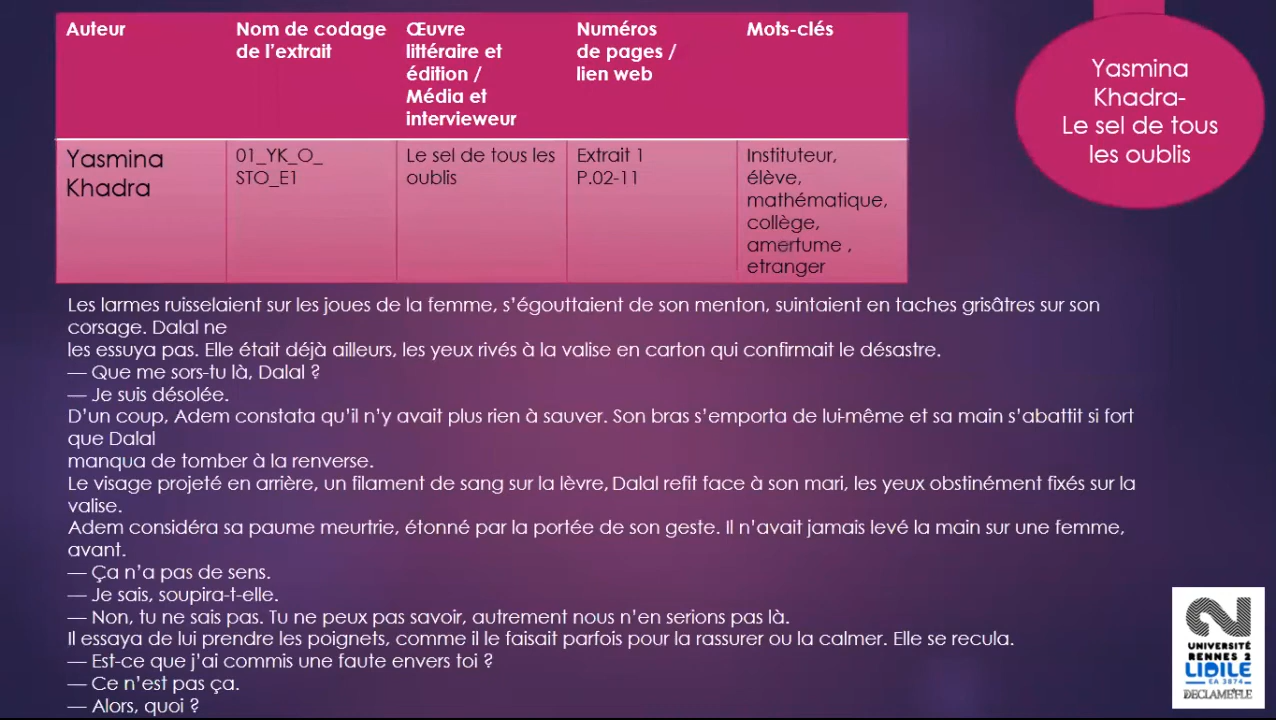 Auteur
Nom de codage
de l'extrait
Œuvre
littéraire et
édition /
Média et
intervieweur
Numéros
de pages /
lien web
Mots-clés
Yasmina
Khadra
01_YK_O_
STO_E1
Le sel de tous les
oublis
Extrait 1
P.02-11
Instituteur,
élève,
mathématique,
collège,
amertume ,
etranger
Yasmina
Khadra-
Le sel de tous
les oublis
Les larmes ruisselaient sur les joues de la femme, s'égouttaient de son menton, suintaient en taches grisâtres sur son
corsage. Dalal ne
les essuya pas. Elle était déjà ailleurs, les yeux rivés à la valise en carton qui confirmait le désastre.
— Que me sors-tu là, Dalal ?
— Je suis désolée.
D'un coup, Adem constata qu'il n'y avait plus rien à sauver. Son bras s'emporta de lui-même et sa main s'abattit si fort
que Dalal
manqua de tomber à la renverse.
Le visage projeté en arrière, un filament de sang sur la lèvre, Dalal refit face à son mari, les yeux obstinément fixés sur la
valise.
Adem considéra sa paume meurtrie, étonné par la portée de son geste. Il n'avait jamais levé la main sur une femme,
avant.
— Ça n'a pas de sens.
— Je sais, soupira-t-elle.
— Non, tu ne sais pas. Tu ne peux pas savoir, autrement nous n'en serions pas là.
Il essaya de lui prendre les poignets, comme il le faisait parfois pour la rassurer ou la calmer. Elle se recula.
— Est-ce que j'ai commis une faute envers toi ?
— Ce n'est pas ça.
— Alors, quoi ?
UNIVERSITÉ
RENNES 2
LIDILE
EA 3874
DECLAME'FLE